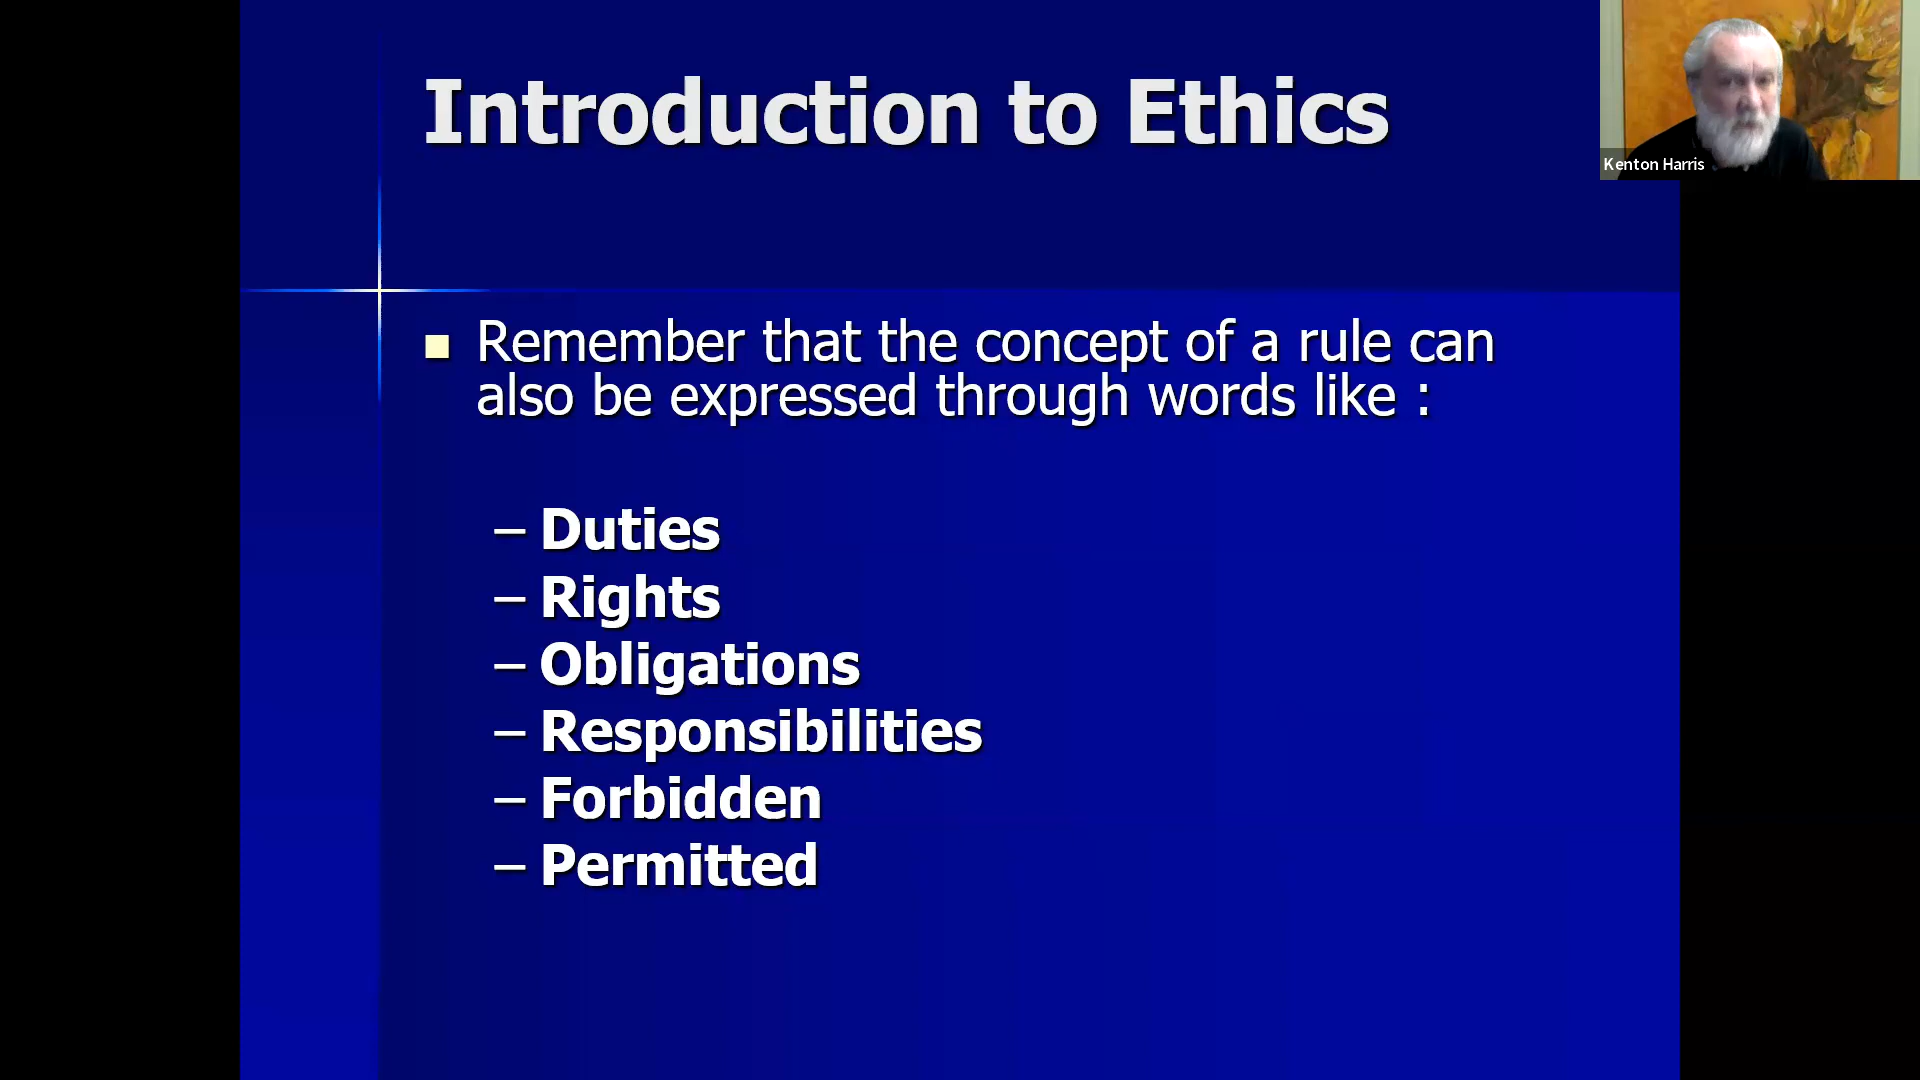 Introduction to Ethics
Kenton Harris
Remember that the concept of a rule can
also be expressed through words like :
– Duties
– Rights
– Obligations
– Responsibilities
– Forbidden
– Permitted